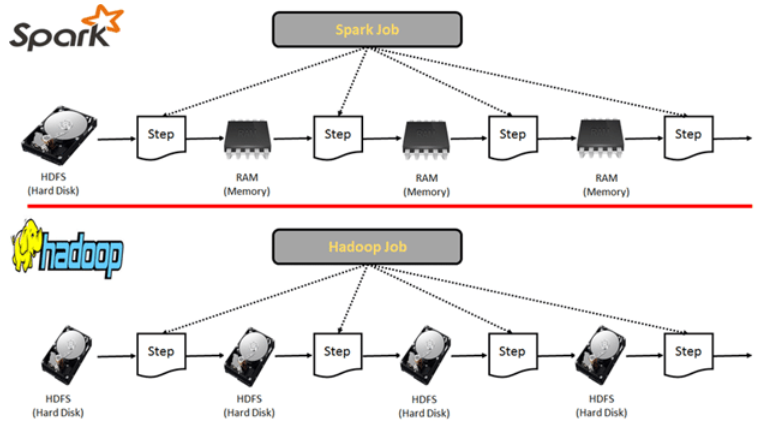 Spark
Spark Job
Step
Step
Step
Step
HDFS
(Hard Disk)
RAM
(Memory)
RAM
(Memory)
RAM
(Memory)
hadoop
Hadoop Job
Step
Step
Step
Step
HDFS
(Hard Disk)
HDFS
(Hard Disk)
HDFS
(Hard Disk)
HDFS
(Hard Disk)